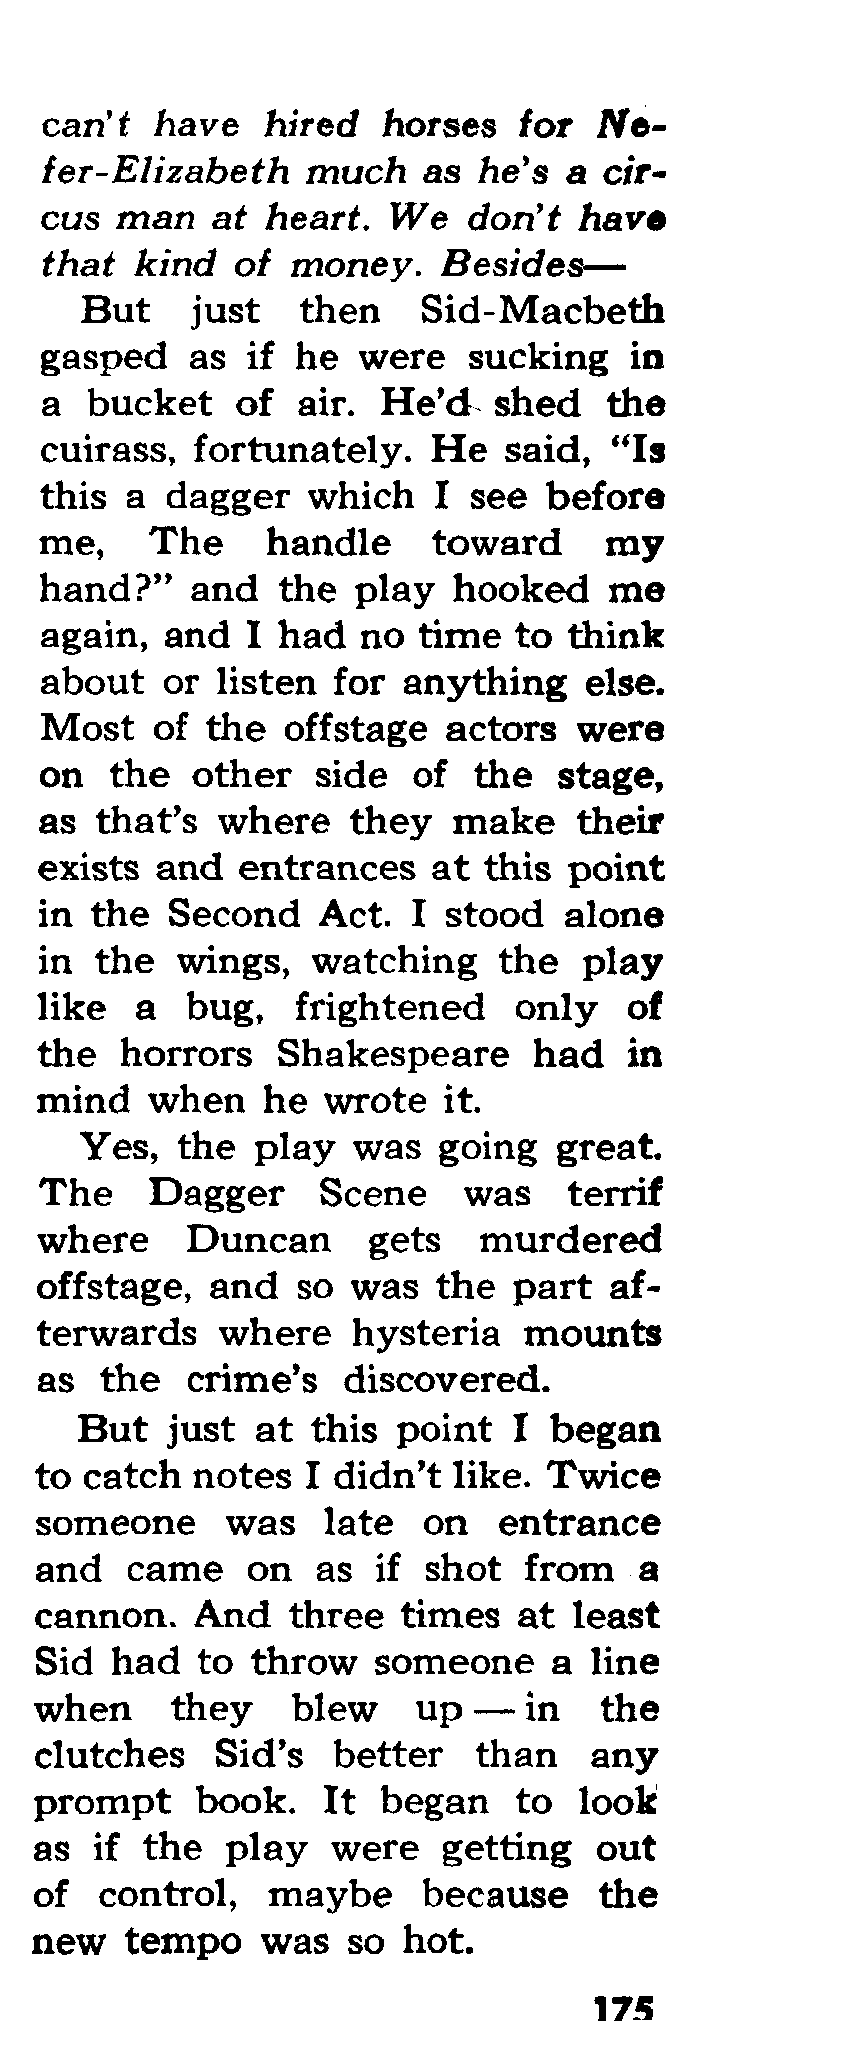 can't have hired horses for Ne-
fer-Elizabeth much as he's a cir-
cus man at heart. We don't have
that kind of money. Besides—
But just then Sid-Macbeth
gasped as if he were sucking in
a bucket of air. He'd shed the
cuirass, fortunately. He said, “Is
this a dagger which I see before
me, The handle toward my
hand?” and the play hooked me
again, and I had no time to think
about or listen for anything else.
Most of the offstage actors were
on the other side of the stage,
as that's where they make their
exists and entrances at this point
in the Second Act. I stood alone
in the wings, watching the play
like a bug, frightened only of
the horrors Shakespeare had in
mind when he wrote it.
Yes, the play was going great.
The Dagger Scene was terrif
where Duncan gets murdered
offstage, and so was the part af-
terwards where hysteria mounts
as the crime's discovered.
But just at this point I began
to catch notes I didn't like. Twice
someone was late on entrance
and came on as if shot from a
cannon. And three times at least
Sid had to throw someone a line
when they blew up — in the
clutches Sid's better than any
prompt book. It began to look
as if the play were getting out
of control, maybe because the
new tempo was so hot.
175